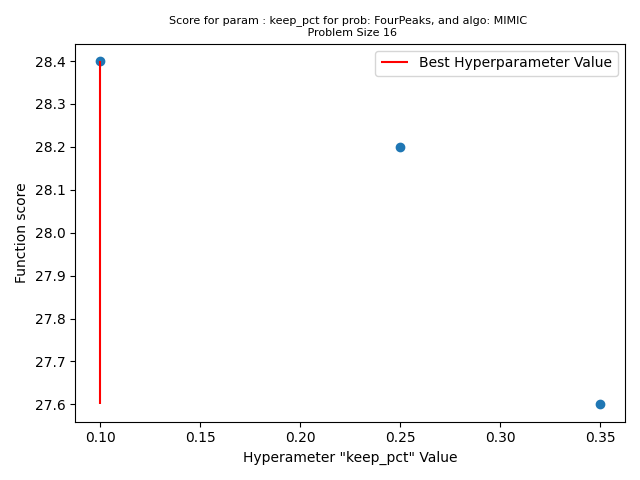 Score for param : keep_pct for prob: FourPeaks, and algo: MIMIC
Problem Size 16
Best Hyperparameter Value
Function score
28.4
28.3
28.2
28.1
28.0
27.9
27.8
27.7
27.6
0.10 0.15 0.20 0.25 0.30 0.35
Hyperameter "keep_pct" Value